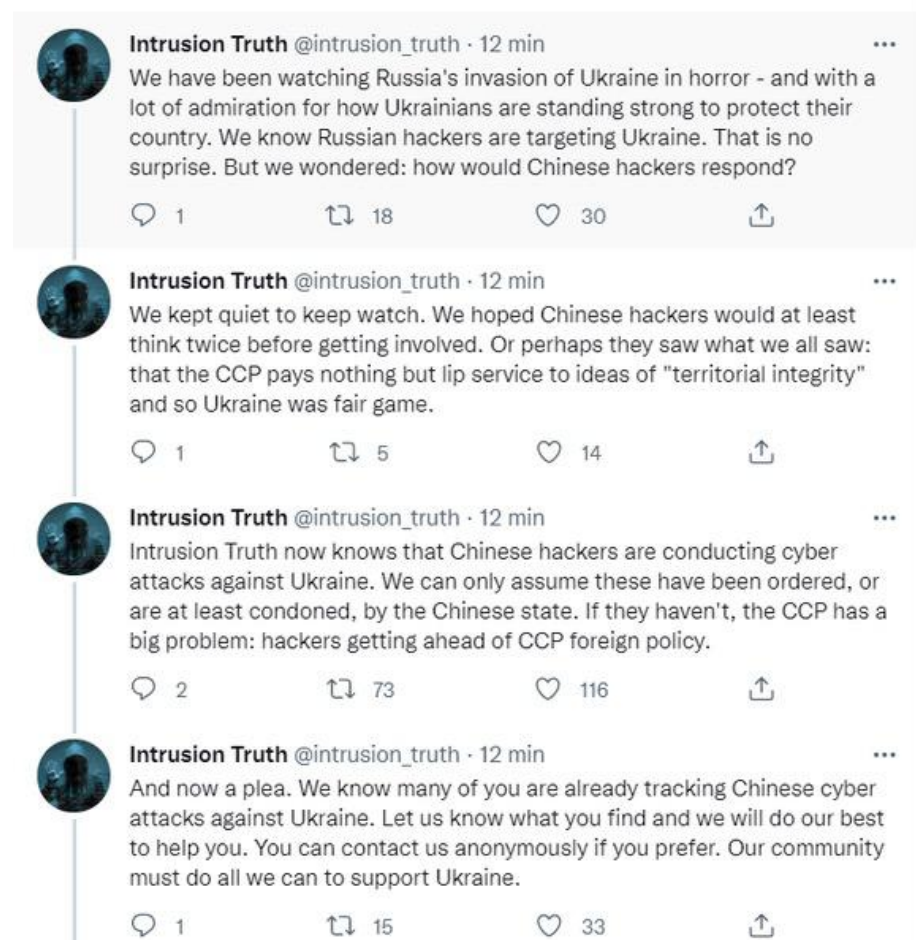 Intrusion Truth @intrusion_truth · 12 min
We have been watching Russia's invasion of Ukraine in horror - and with a
lot of admiration for how Ukrainians are standing strong to protect their
country. We know Russian hackers are targeting Ukraine. That is no
surprise. But we wondered: how would Chinese hackers respond?
1 18 30
Intrusion Truth @intrusion_truth · 12 min
We kept quiet to keep watch. We hoped Chinese hackers would at least
think twice before getting involved. Or perhaps they saw what we all saw:
that the CCP pays nothing but lip service to ideas of "territorial integrity"
and so Ukraine was fair game.
1 5 14
Intrusion Truth @intrusion_truth · 12 min
Intrusion Truth now knows that Chinese hackers are conducting cyber
attacks against Ukraine. We can only assume these have been ordered, or
are at least condoned, by the Chinese state. If they haven't, the CCP has a
big problem: hackers getting ahead of CCP foreign policy.
2 73 116
Intrusion Truth @intrusion_truth · 12 min
And now a plea. We know many of you are already tracking Chinese cyber
attacks against Ukraine. Let us know what you find and we will do our best
to help you. You can contact us anonymously if you prefer. Our community
must do all we can to support Ukraine.
1 15 33